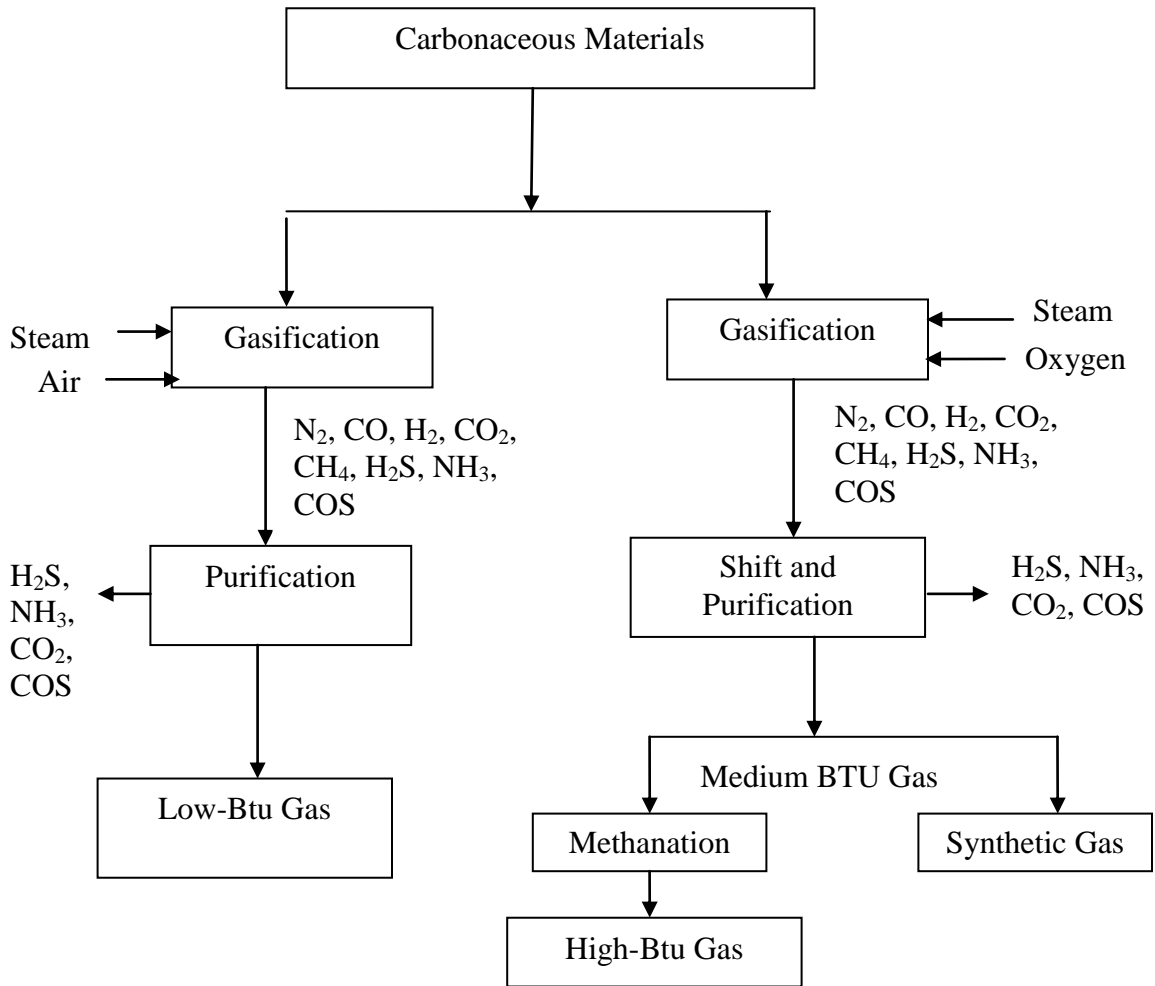 Carbonaceous Materials
Steam
Air
Gasification
Gasification
Steam
Oxygen
N₂, CO, H₂, CO₂,
CH₄, H₂S, NH₃,
COS
N₂, CO, H₂, CO₂,
CH₄, H₂S, NH₃,
COS
H₂S,
NH₃,
CO₂,
COS
Purification
Shift and
Purification
H₂S, NH₃,
CO₂, COS
Medium BTU Gas
Low-Btu Gas
Methanation
Synthetic Gas
High-Btu Gas